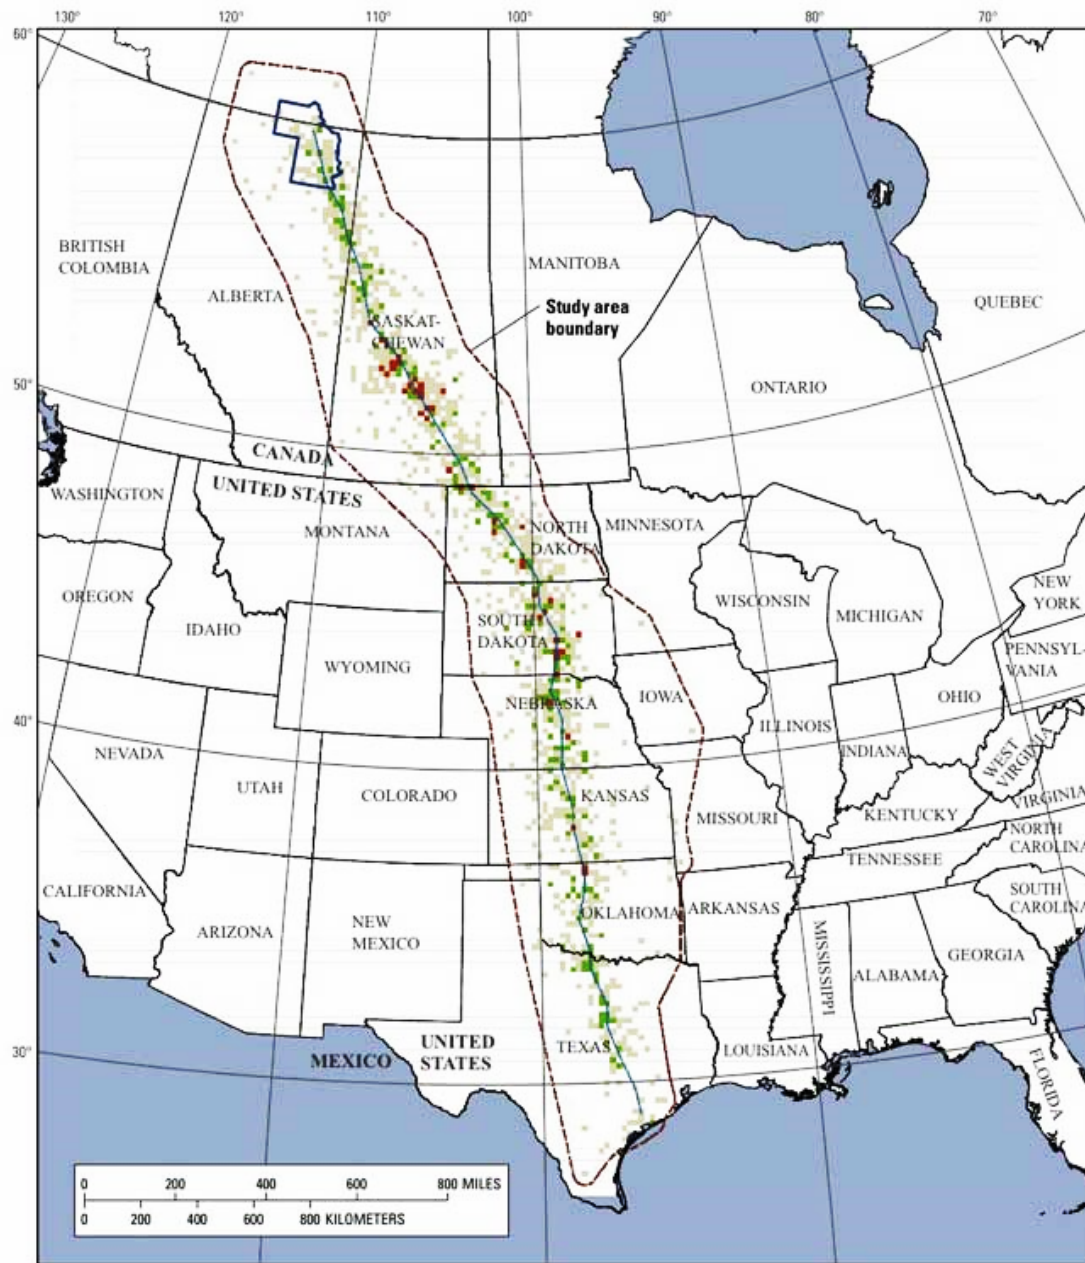 130°
120°
110°
100°
90°
80°
70°
60°
BRITISH
COLOMBIA
ALBERTA
SASKAT-
CHEWAN
MANITOBA
Study area
boundary
QUEBEC
ONTARIO
50°
CANADA
UNITED STATES
WASHINGTON
MONTANA
NORTH
DAKOTA
MINNESOTA
OREGON
IDAHO
SOUTH
DAKOTA
WISCONSIN
MICHIGAN
NEW
YORK
WYOMING
PENNSYL-
VANIA
NEBRASKA
IOWA
OHIO
ILLINOIS
INDIANA
40°
NEVADA
UTAH
COLORADO
KANSAS
MISSOURI
WEST
VIRGINIA
KENTUCKY
VIRGINIA
NORTH
CAROLINA
TENNESSEE
CALIFORNIA
ARIZONA
NEW
MEXICO
OKLAHOMA
ARKANSAS
SOUTH
CAROLINA
MISSISSIPPI
ALABAMA
GEORGIA
30°
MEXICO
UNITED
STATES
TEXAS
LOUISIANA
FLORIDA
0 200 400 600 800 MILES
0 200 400 600 800 KILOMETERS